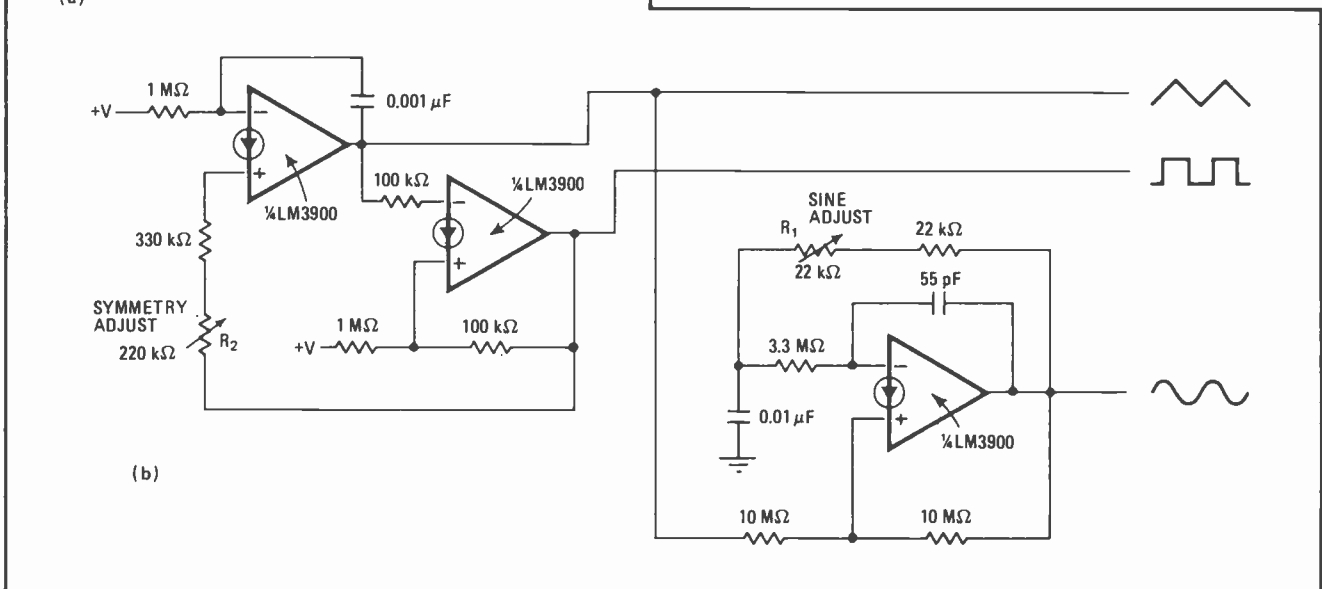 (a)
1 MΩ
+V
−
+
0.001 μF
¼LM3900
330 kΩ
SYMMETRY
ADJUST
220 kΩ
R2
100 kΩ
¼LM3900
−
+
1 MΩ
+V
100 kΩ
SINE
ADJUST
R1
22 kΩ
22 kΩ
55 pF
3.3 MΩ
−
+
0.01 μF
¼LM3900
10 MΩ
10 MΩ
(b)